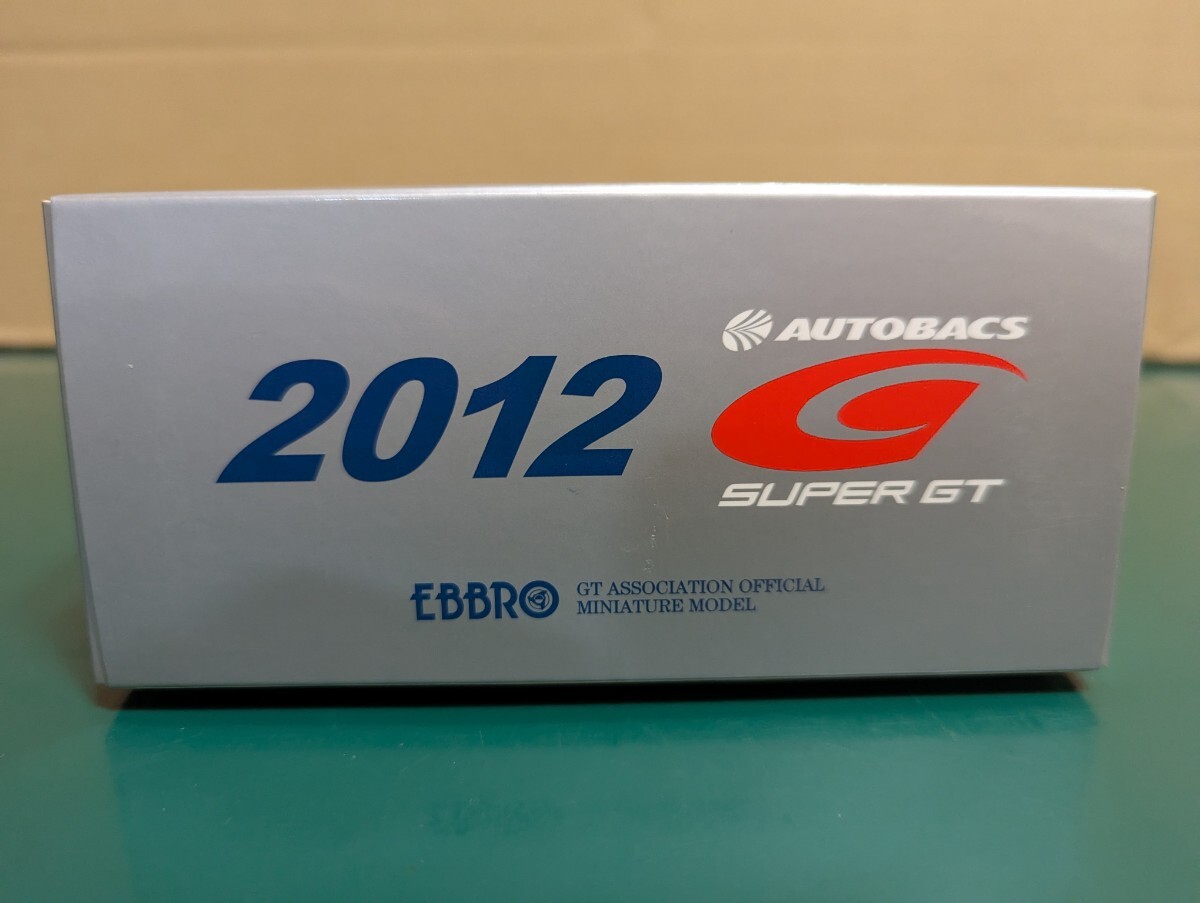 2012
AUTOBACS
SUPER GT
EBBRO
GT ASSOCIATION OFFICIAL
MINIATURE MODEL